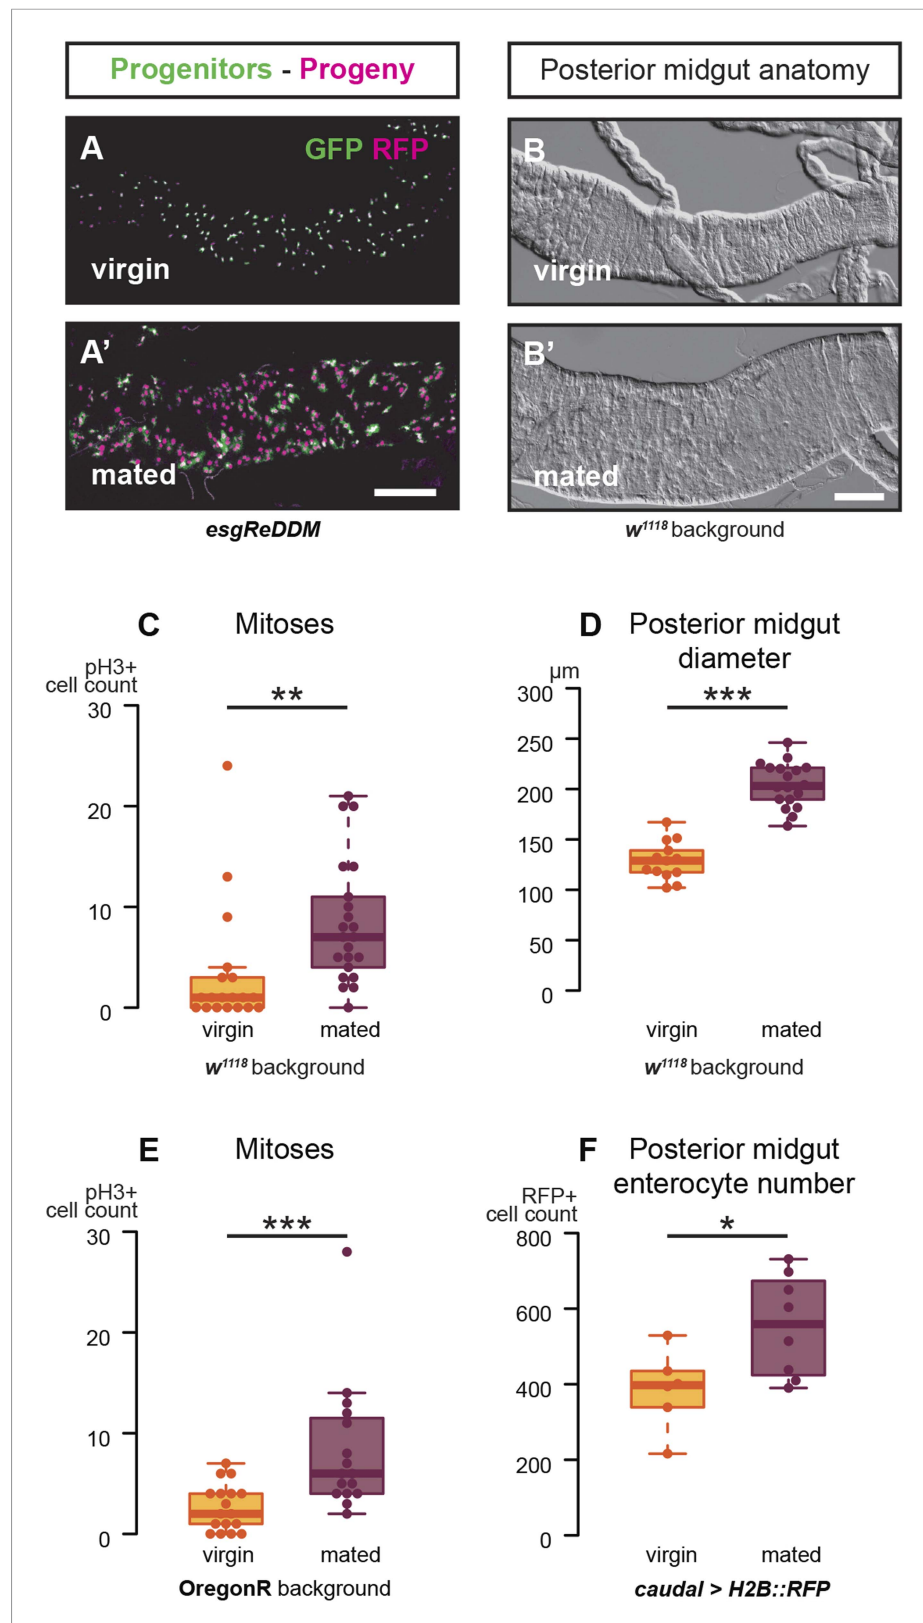 Progenitors - Progeny
Posterior midgut anatomy
A
GFP RFP
virgin
B
virgin
A'
mated
B'
mated
esgReDDM
w1118 background
C
Mitoses
pH3+
cell count
30
20
10
0
**
virgin
mated
w1118 background
D
Posterior midgut
diameter
µm
300
250
200
150
100
50
0
***
virgin
mated
w1118 background
E
Mitoses
pH3+
cell count
30
20
10
0
***
virgin
mated
OregonR background
F
Posterior midgut
enterocyte number
RFP+
cell count
800
600
400
200
0
*
virgin
mated
caudal > H2B::RFP